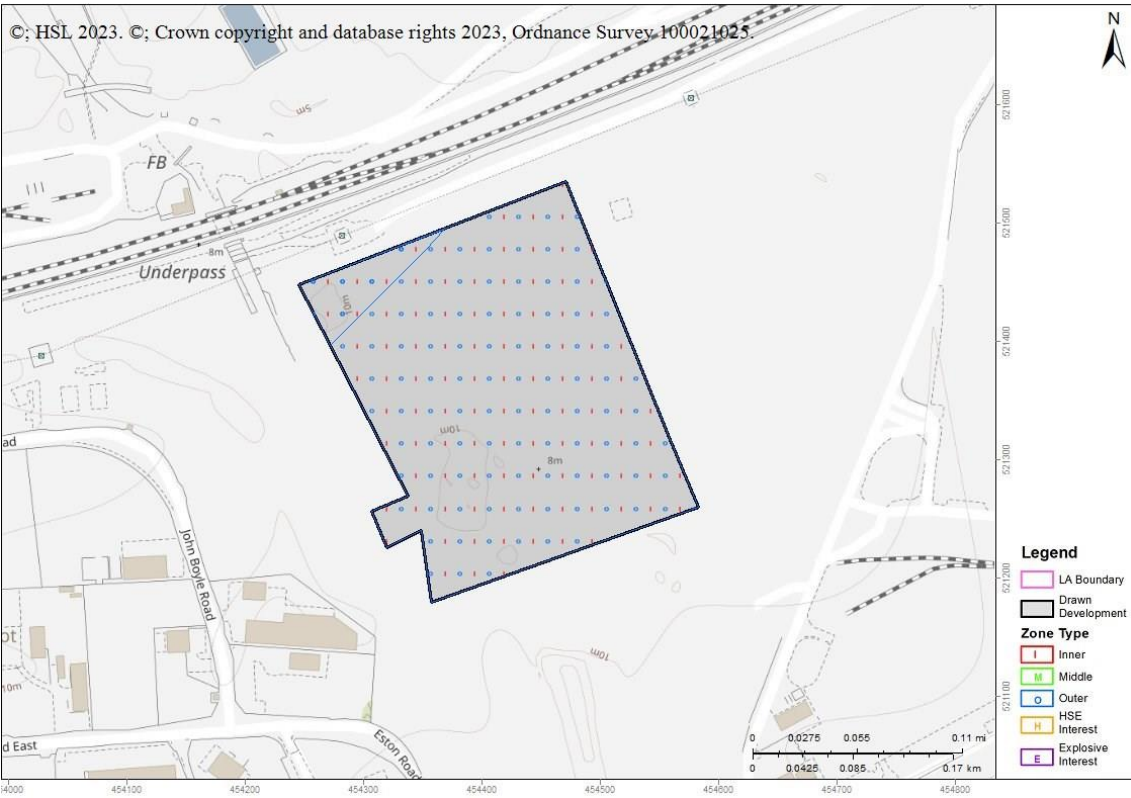 ©; HSL 2023. ©; Crown copyright and database rights 2023, Ordnance Survey 100021025.
N
5m
FB
8m
Underpass
10m
10m
8m
ad
John Boyle Road
ot
10m
10m
d East
Eston Road
521600
521500
521400
521300
521200
521100
Legend
LA Boundary
Drawn
Development
Zone Type
I Inner
M Middle
O Outer
H HSE
Interest
E Explosive
Interest
0 0.0275 0.055 0.11 mi
0 0.0425 0.085 0.17 km
54000 454100 454200 454300 454400 454500 454600 454700 454800